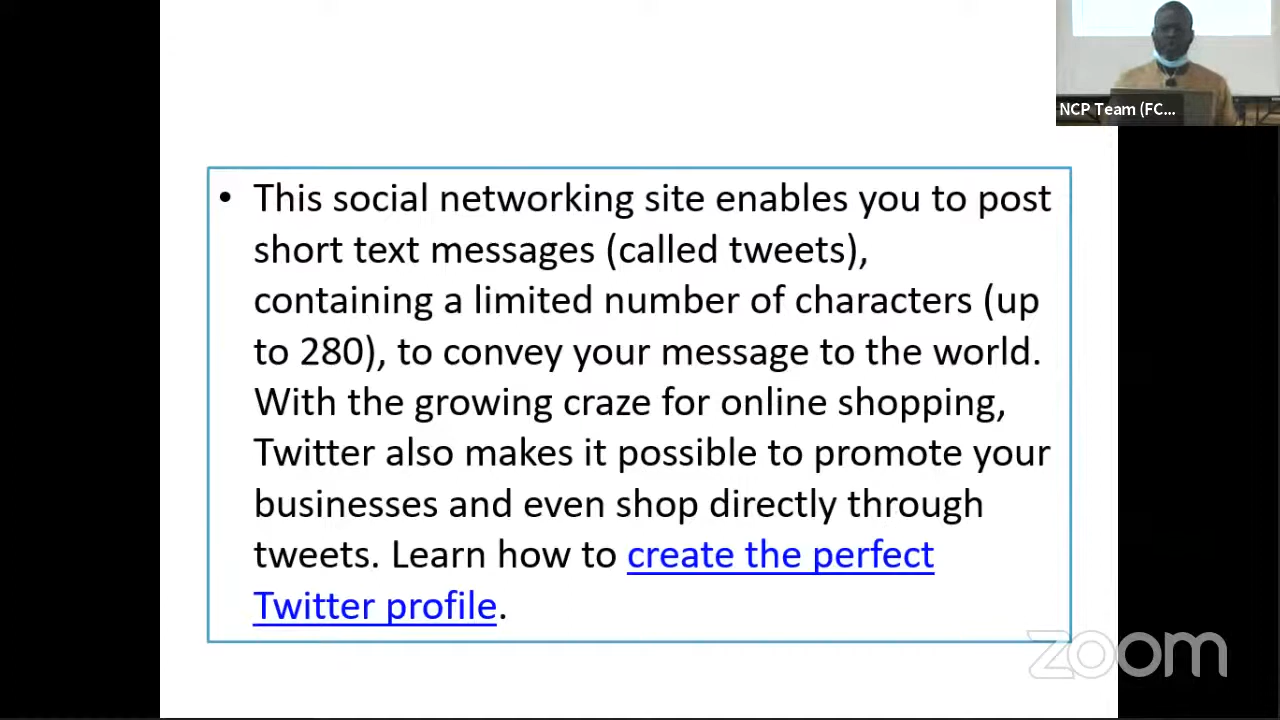 NCP Team (FC...
• This social networking site enables you to post
short text messages (called tweets),
containing a limited number of characters (up
to 280), to convey your message to the world.
With the growing craze for online shopping,
Twitter also makes it possible to promote your
businesses and even shop directly through
tweets. Learn how to create the perfect
Twitter profile.
zoom